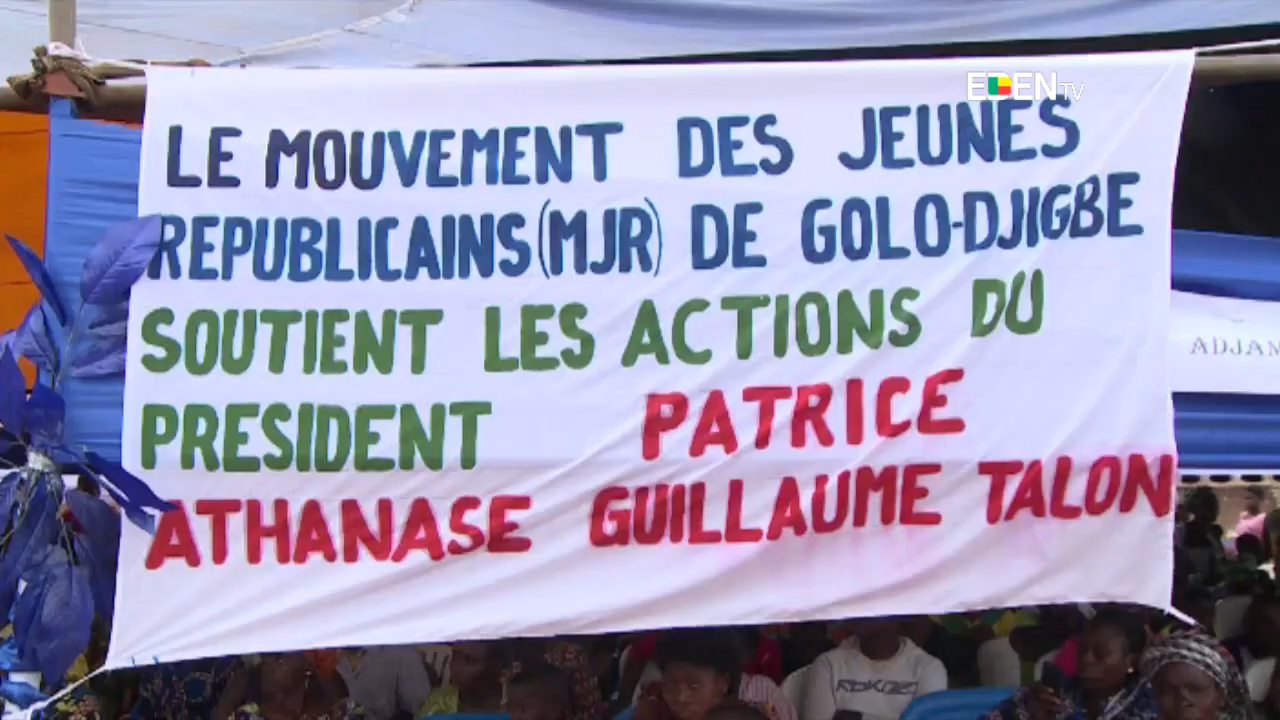 EDEN TV
LE MOUVEMENT DES JEUNES
REPUBLICAINS (MJR) DE GOLO-DJIGBE
SOUTIENT LES ACTIONS DU
PRESIDENT PATRICE
ATHANASE GUILLAUME TALON